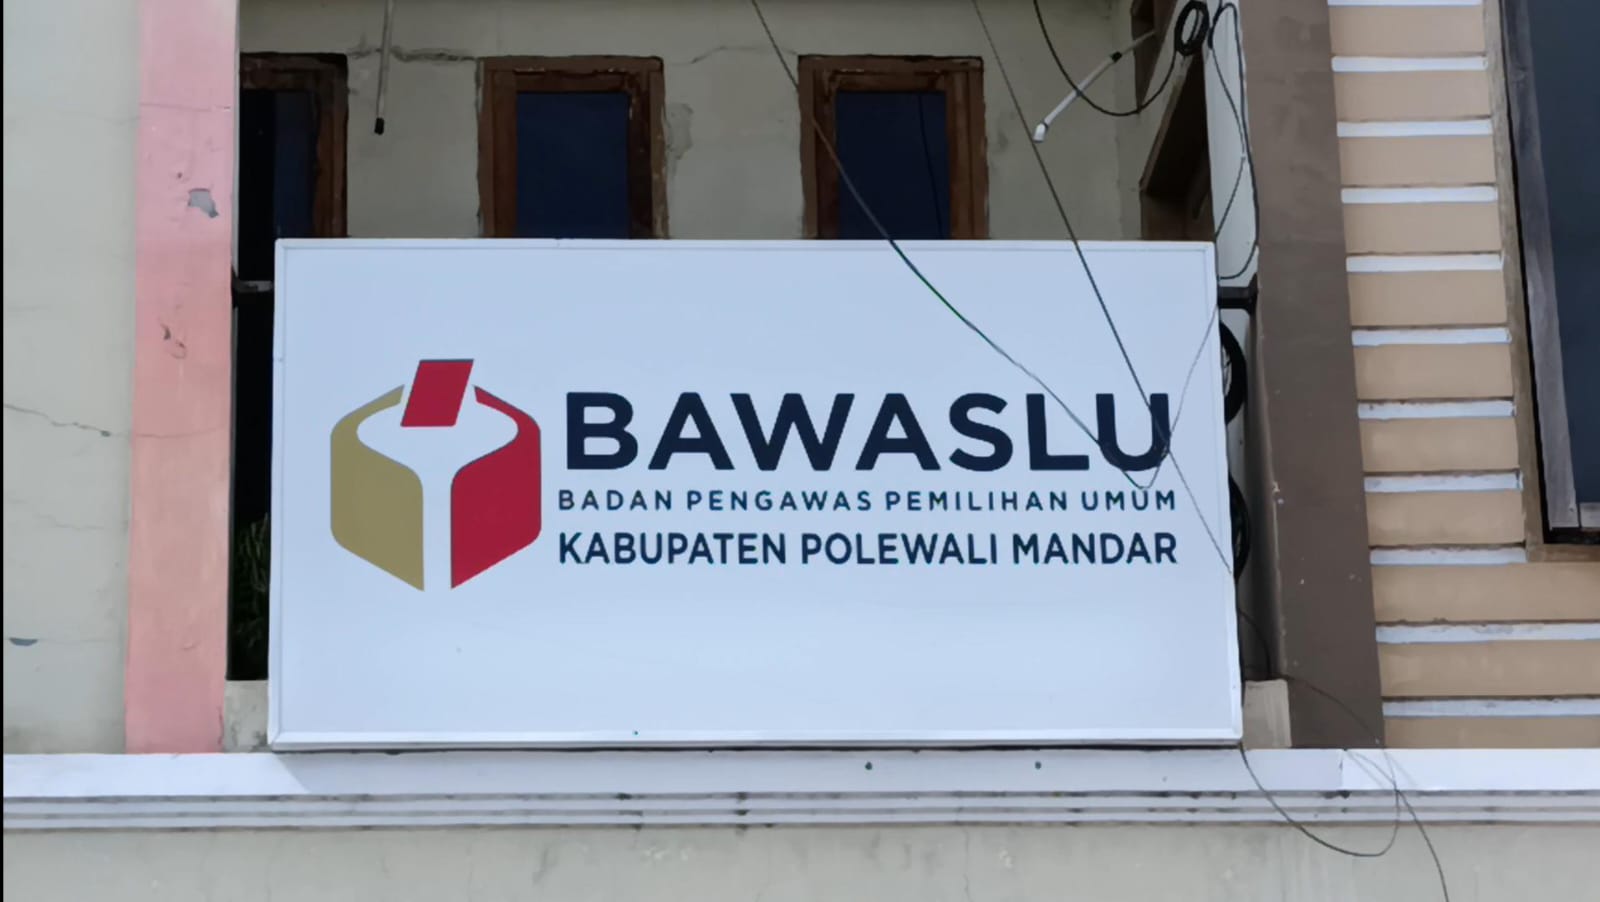 BAWASLU
BADAN PENGAWAS PEMILIHAN UMUM
KABUPATEN POLEWALI MANDAR